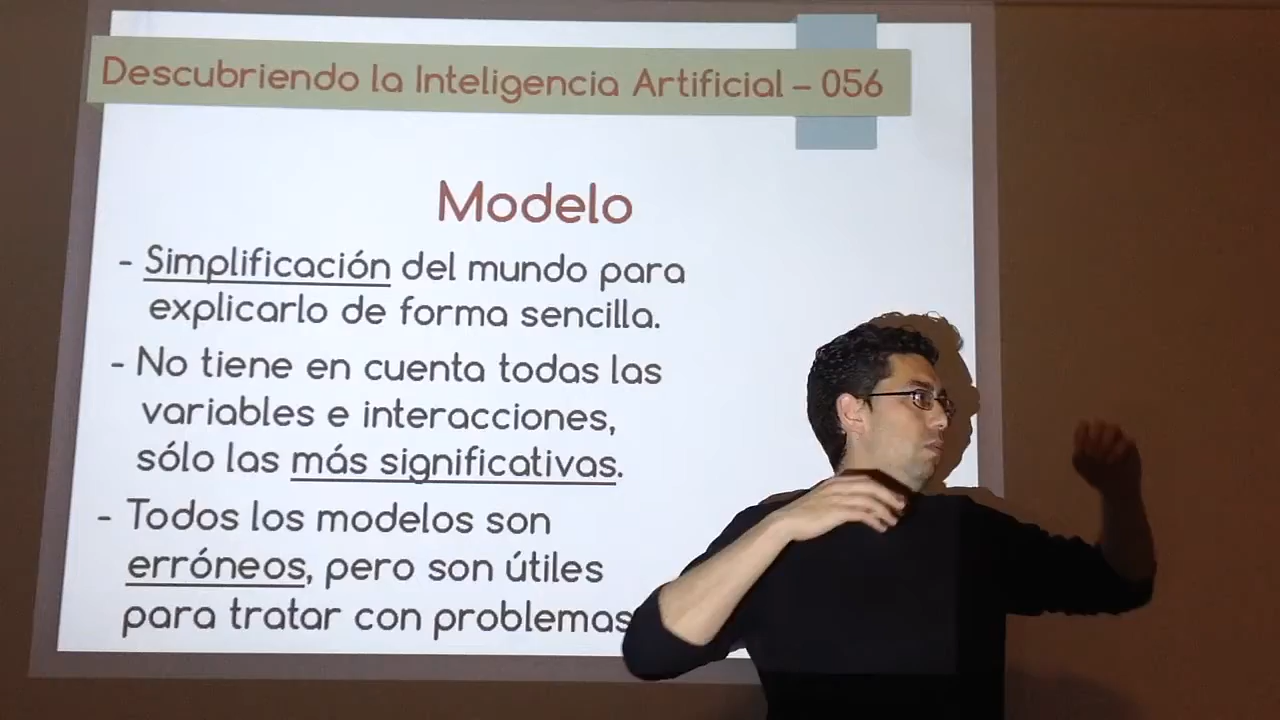 Descubriendo la Inteligencia Artificial – 056
Modelo
- Simplificación del mundo para
explicarlo de forma sencilla.
- No tiene en cuenta todas las
variables e interacciones,
sólo las más significativas.
- Todos los modelos son
erróneos, pero son útiles
para tratar con problemas